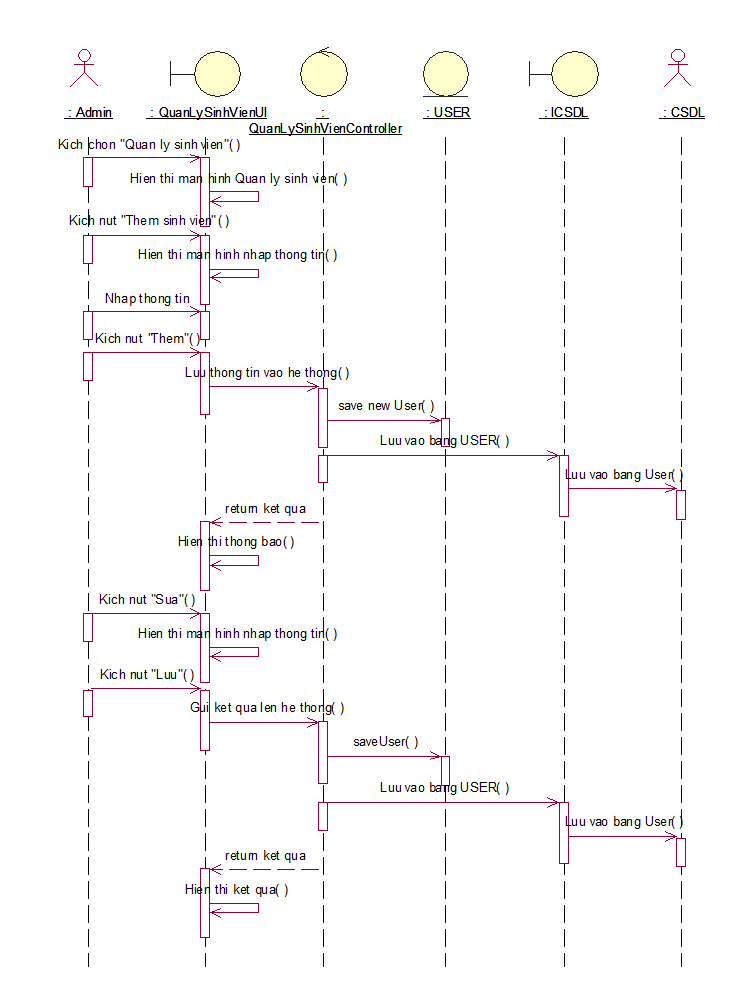 : Admin
: QuanLySinhVienUI
:
QuanLySinhVienController
: USER
: ICSDL
: CSDL
Kich chon "Quan ly sinh vien"( )
Hien thi man hinh Quan ly sinh vien( )
Kich nut "Them sinh vien"( )
Hien thi man hinh nhap thong tin( )
Nhap thong tin
Kich nut "Them"( )
Luu thong tin vao he thong( )
save new User( )
Luu vao bang USER( )
Luu vao bang User( )
return ket qua
Hien thi thong bao( )
Kich nut "Sua"( )
Hien thi man hinh nhap thong tin( )
Kich nut "Luu"( )
Gui ket qua len he thong( )
saveUser( )
Luu vao bang USER( )
Luu vao bang User( )
return ket qua
Hien thi ket qua( )